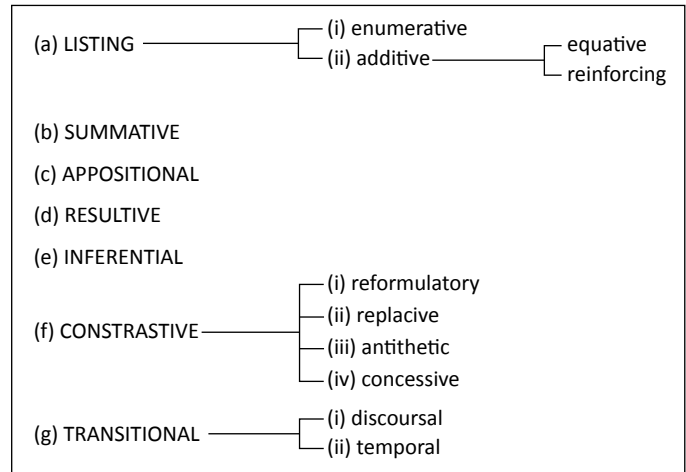 (i) enumerative
(a) LISTING
(ii) additive
equative
reinforcing
(b) SUMMATIVE
(c) APPOSITIONAL
(d) RESULTIVE
(e) INFERENTIAL
(i) reformulatory
(ii) replacive
(f) CONSTRASTIVE
(iii) antithetic
(iv) concessive
(i) discoursal
(g) TRANSITIONAL
(ii) temporal